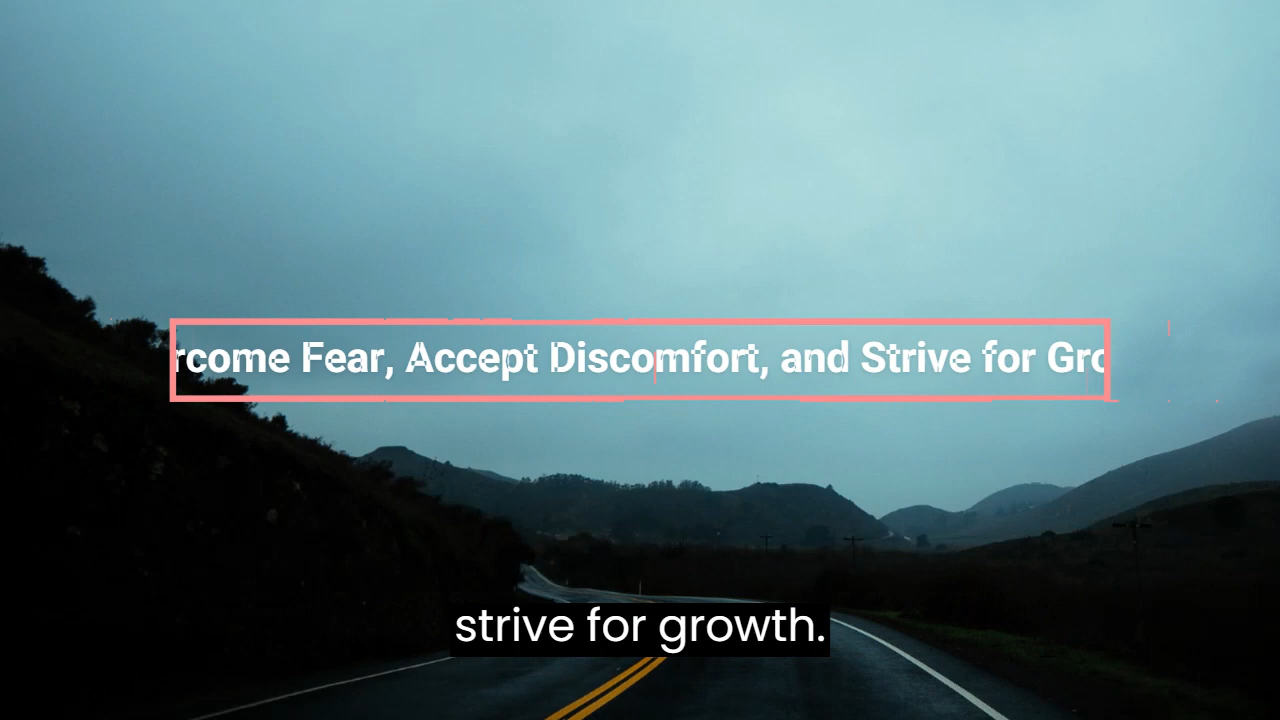 rcome Fear, Accept Discomfort, and Strive for Gro
strive for growth.